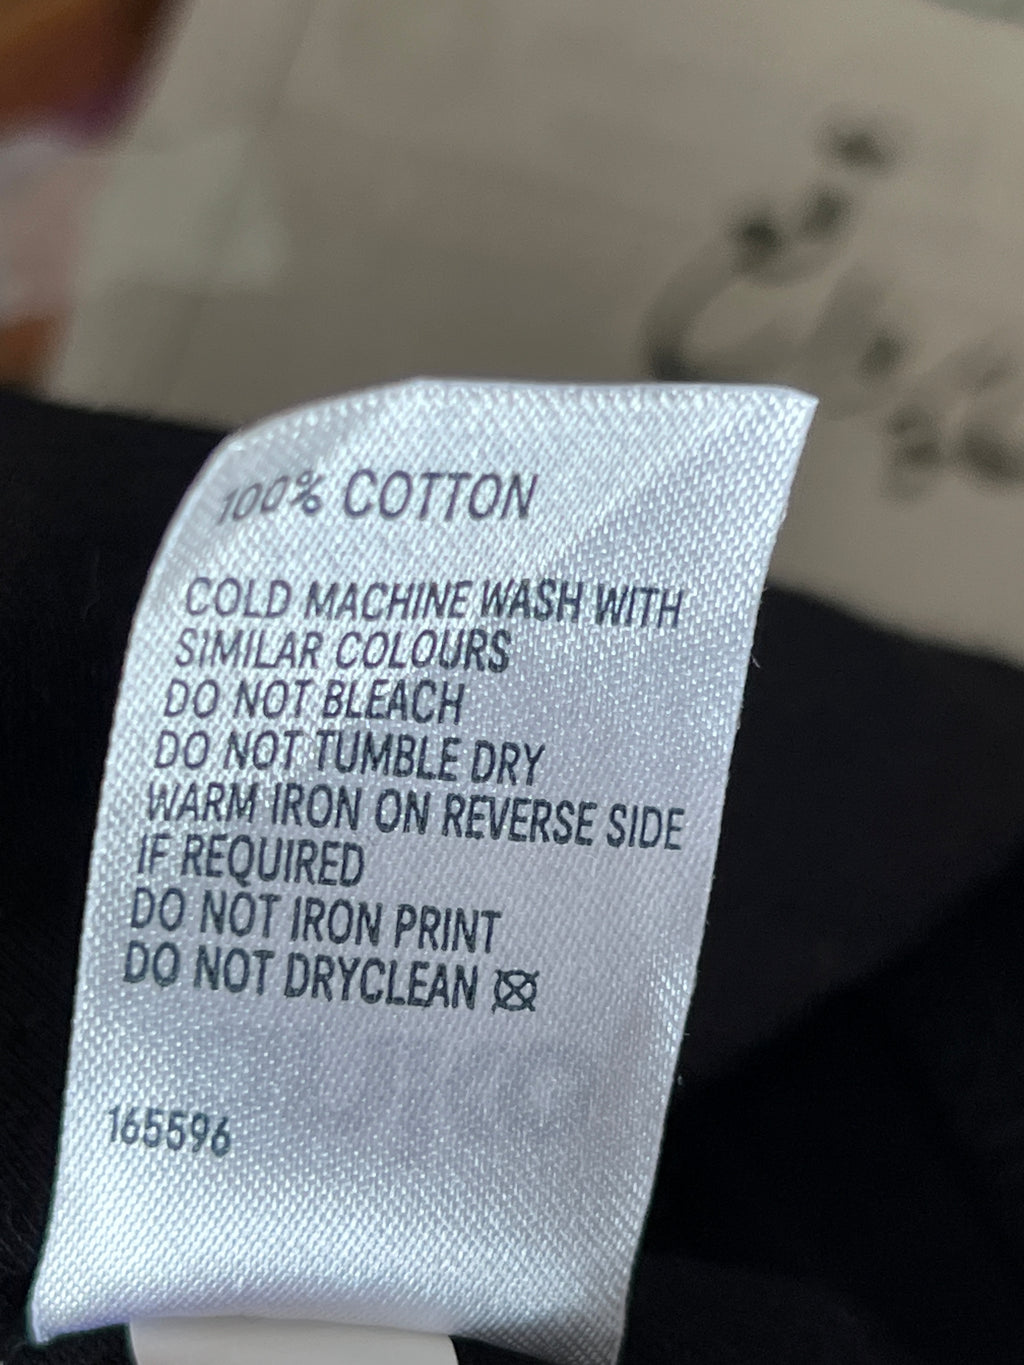 100% COTTON
COLD MACHINE WASH WITH
SIMILAR COLOURS
DO NOT BLEACH
DO NOT TUMBLE DRY
WARM IRON ON REVERSE SIDE
IF REQUIRED
DO NOT IRON PRINT
DO NOT DRYCLEAN
165596